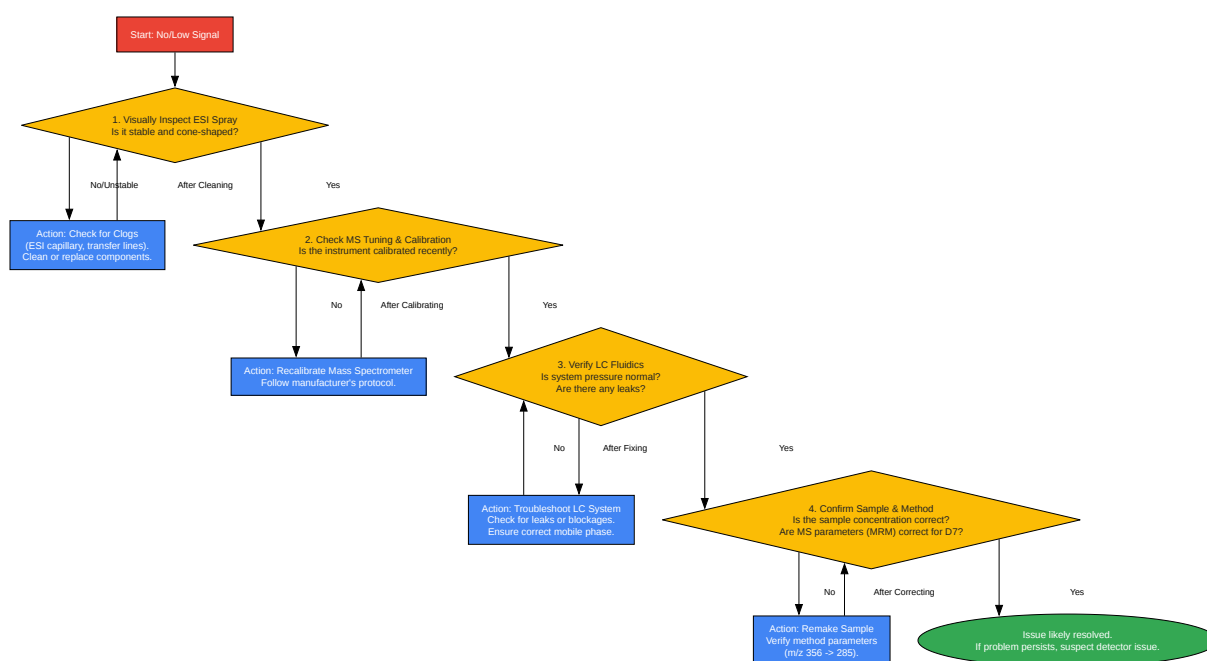 Start: No/Low Signal
1. Visually Inspect ESI Spray
Is it stable and cone-shaped?
No/Unstable
After Cleaning
Yes
Action: Check for Clogs
(ESI capillary, transfer lines).
Clean or replace components.
2. Check MS Tuning & Calibration
Is the instrument calibrated recently?
No
After Calibrating
Yes
Action: Recalibrate Mass Spectrometer
Follow manufacturer's protocol.
3. Verify LC Fluidics
Is system pressure normal?
Are there any leaks?
No
After Fixing
Yes
Action: Troubleshoot LC System
Check for leaks or blockages.
Ensure correct mobile phase.
4. Confirm Sample & Method
Is the sample concentration correct?
Are MS parameters (MRM) correct for D7?
No
After Correcting
Yes
Action: Remake Sample
Verify method parameters
(m/z 356 -> 285).
Issue likely resolved.
If problem persists, suspect detector issue.